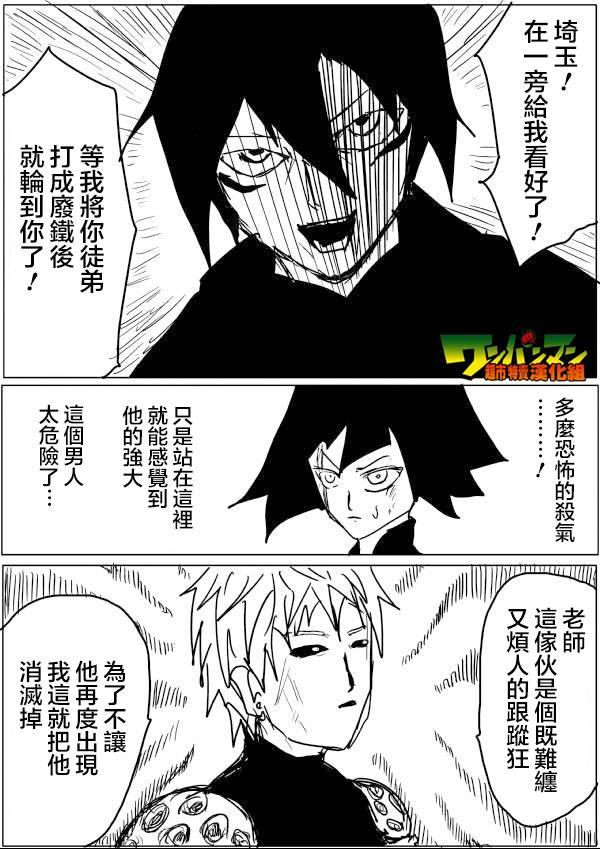 埼玉！
在一旁給我看好了！
等我將你徒弟
打成廢鐵後
就輪到你了！
ワンパンマン
超市特賣漢化組
多麼恐怖的殺氣
………！
只是站在這裡
就能感覺到
他的強大
這個男人
太危險了…
老師
這傢伙是個既難纏
又煩人的跟蹤狂
為了不讓
他再度出現
我這就把他
消滅掉